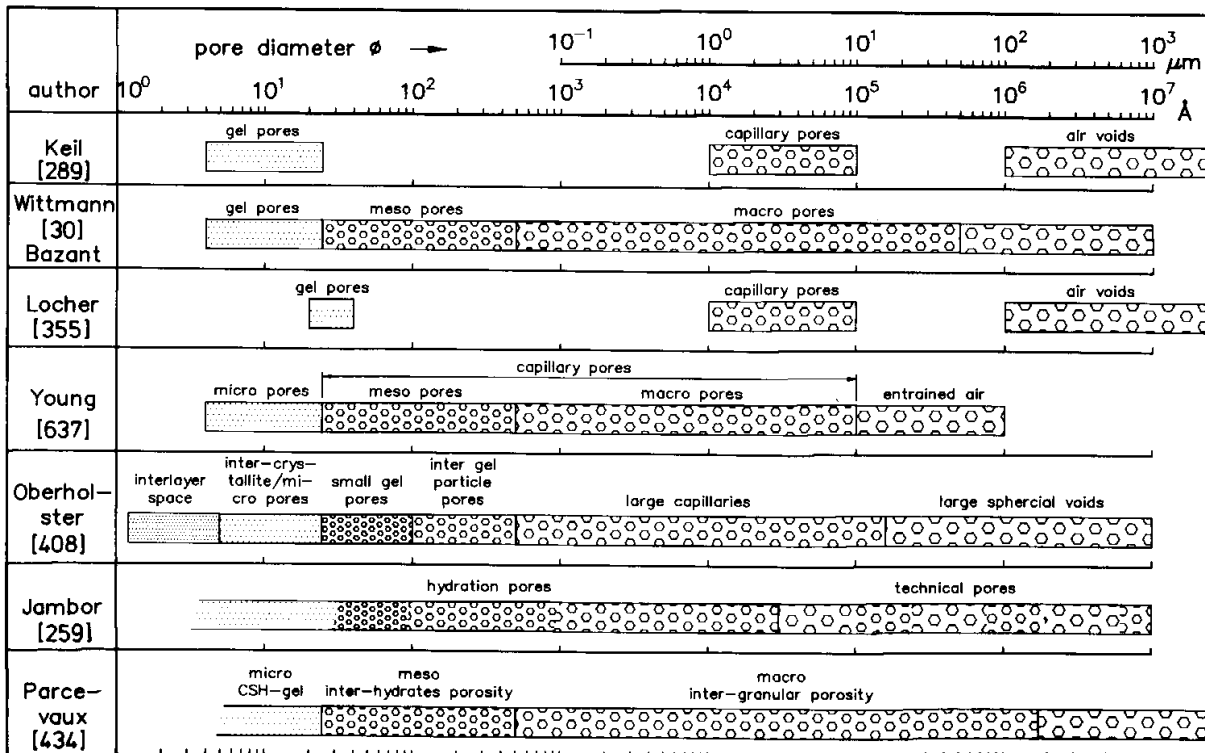 pore diameter ø →
10⁻¹ 10⁰ 10¹ 10² 10³
µm
author
10⁰ 10¹ 10² 10³ 10⁴ 10⁵ 10⁶ 10⁷
Å
Keil
[289]
gel pores capillary pores air voids
Wittmann
[30]
Bazant
gel pores meso pores macro pores
Locher
[355]
gel pores capillary pores air voids
Young
[637]
capillary pores
micro pores meso pores macro pores entrained air
Oberhol-
ster
[408]
interlayer
space
inter-crys-
tallite/mi-
cro pores
small gel
pores
inter gel
particle
pores
large capillaries
large sphercial voids
Jambor
[259]
hydration pores technical pores
Parce-
vaux
[434]
micro
CSH-gel
meso
inter-hydrates porosity
macro
inter-granular porosity